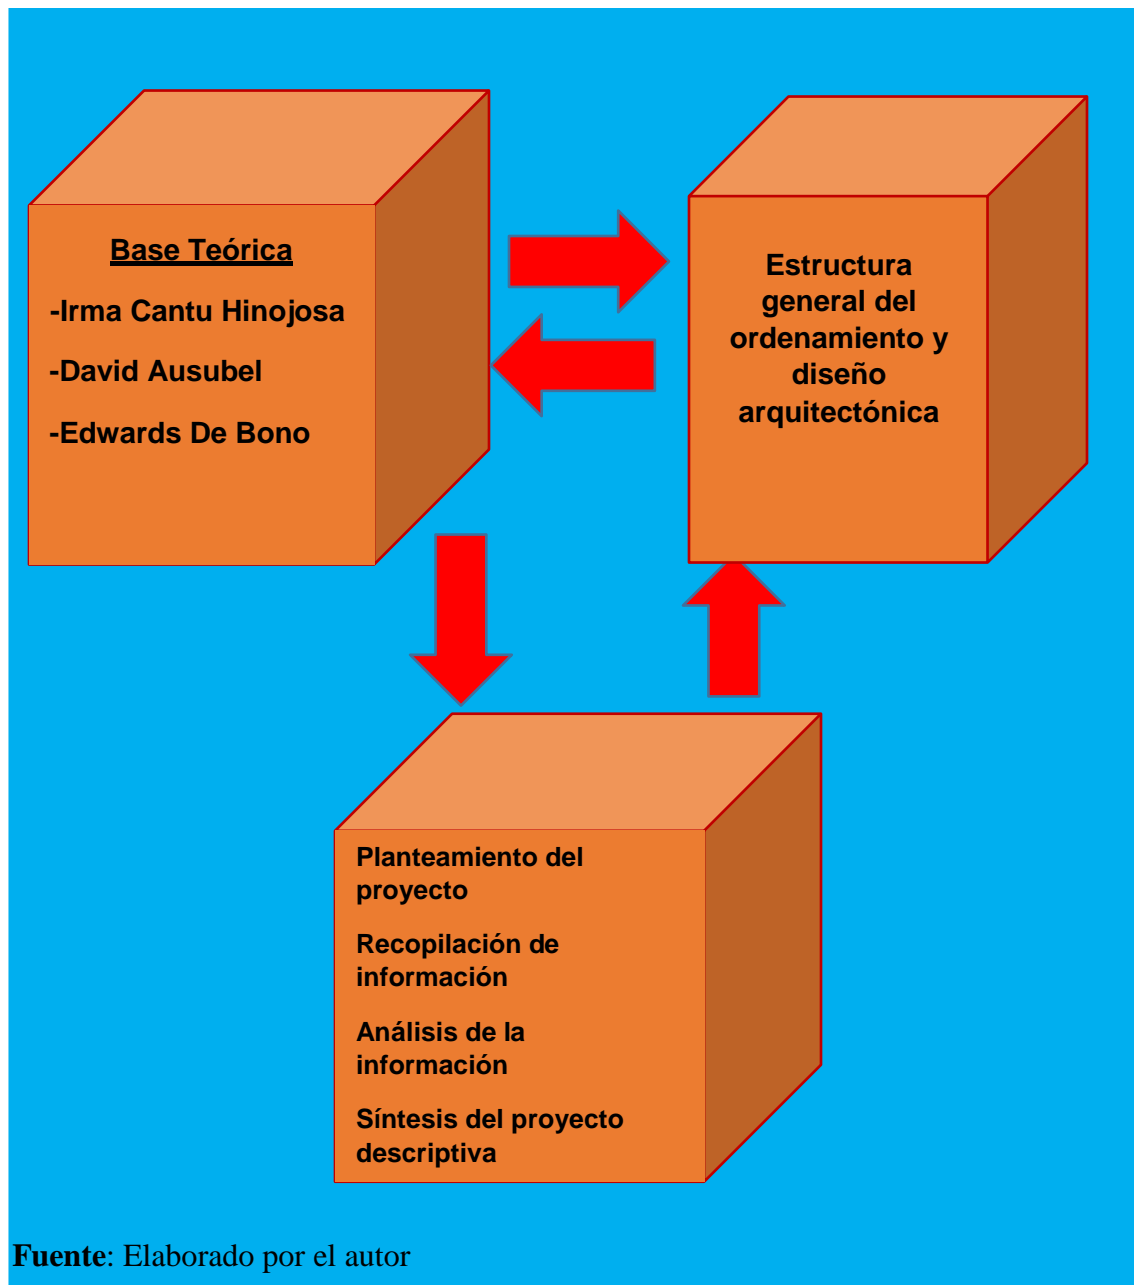 Base Teórica
-Irma Cantu Hinojosa
-David Ausubel
-Edwards De Bono
Estructura
general del
ordenamiento y
diseño
arquitectónica
Planteamiento del
proyecto
Recopilación de
información
Análisis de la
información
Síntesis del proyecto
descriptiva
Fuente: Elaborado por el autor